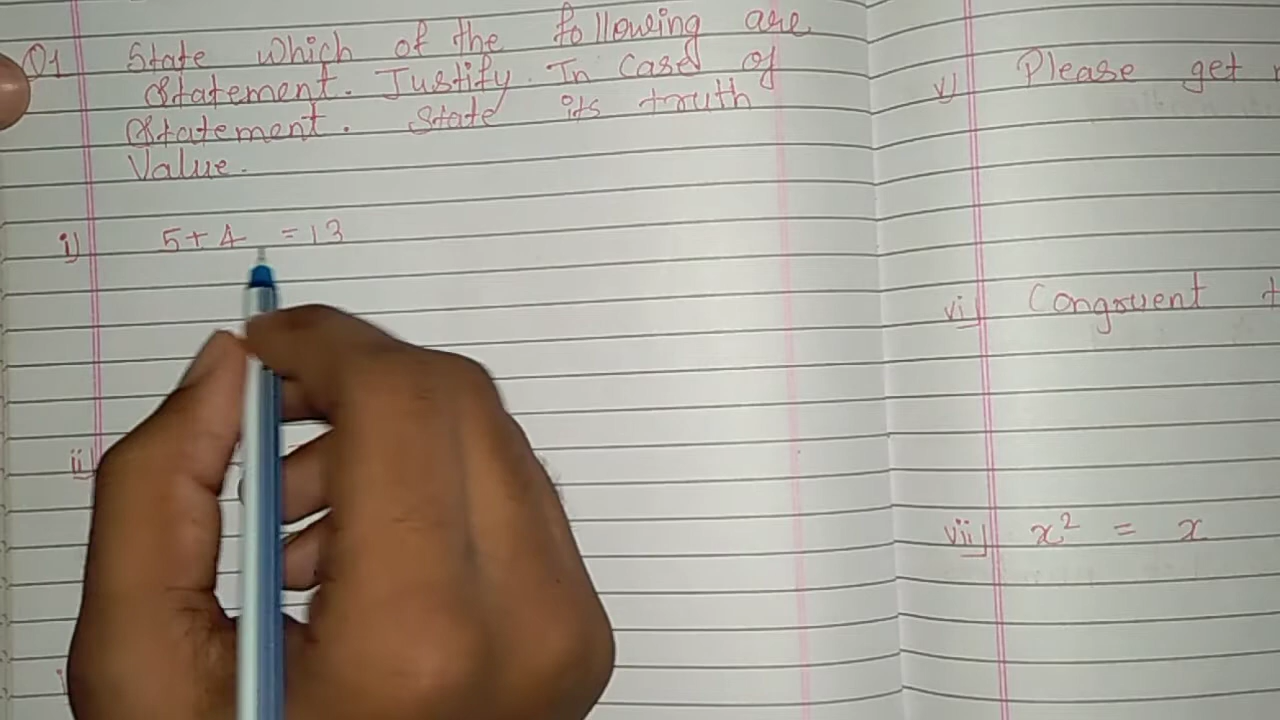 Q1 State which of the following are
statement. Justify. In case of
statement. State its truth
Value.
i) 5+4 =13
ii)
v) Please get
vi) Congruent
vii) x² = x